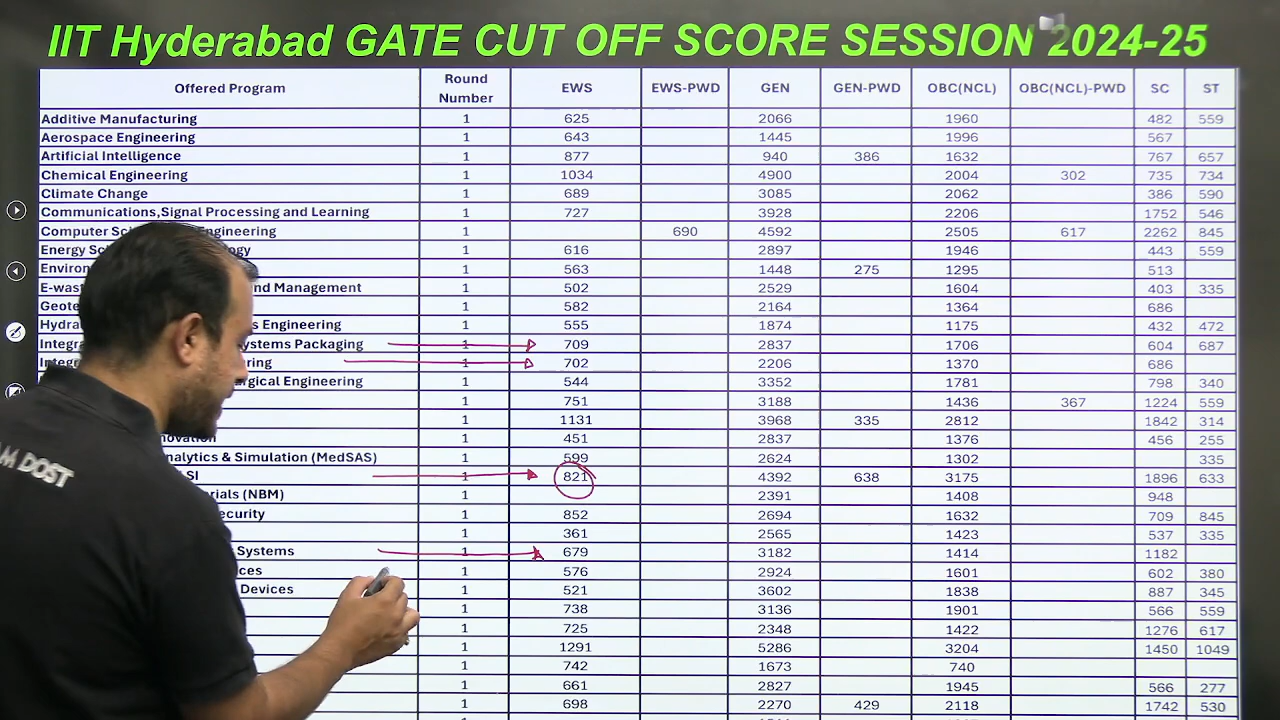 IIT Hyderabad GATE CUT OFF SCORE SESSION 2024-25
Offered Program Round Number EWS EWS-PWD GEN GEN-PWD OBC(NCL) OBC(NCL)-PWD SC ST
Additive Manufacturing 1 625 2066 1960 482 559
Aerospace Engineering 1 643 1445 1996 567
Artificial Intelligence 1 877 940 386 1632 767 657
Chemical Engineering 1 1034 4900 2004 302 735 734
Climate Change 1 689 3085 2062 386 590
Communications,Signal Processing and Learning 1 727 3928 2206 1752 546
Computer Engineering 1 690 4592 2505 617 2262 845
Energy 1 616 2897 1946 443 559
1 563 1448 275 1295 513
E-was nd Management 1 502 2529 1604 403 335
Geote 1 582 2164 1364 686
Hydra s Engineering 1 555 1874 1175 432 472
Integra Systems Packaging 1 709 2837 1706 604 687
Integr ering 1 702 2206 1370 686
rgical Engineering 1 544 3352 1781 798 340
1 751 3188 1436 367 1224 559
1 1131 3968 335 2812 1842 314
1 451 2837 1376 456 255
nalytics & Simulation (MedSAS) 1 599 2624 1302 335
SI 1 821 4392 638 3175 1896 633
rials (NBM) 1 2391 1408 948
ecurity 1 852 2694 1632 709 845
1 361 2565 1423 537 335
Systems 1 679 3182 1414 1182
ces 1 576 2924 1601 602 380
Devices 1 521 3602 1838 887 345
1 738 3136 1901 566 559
1 725 2348 1422 1276 617
1 1291 5286 3204 1450 1049
1 742 1673 740
1 661 2827 1945 566 277
1 698 2270 429 2118 1742 530
AM DOST